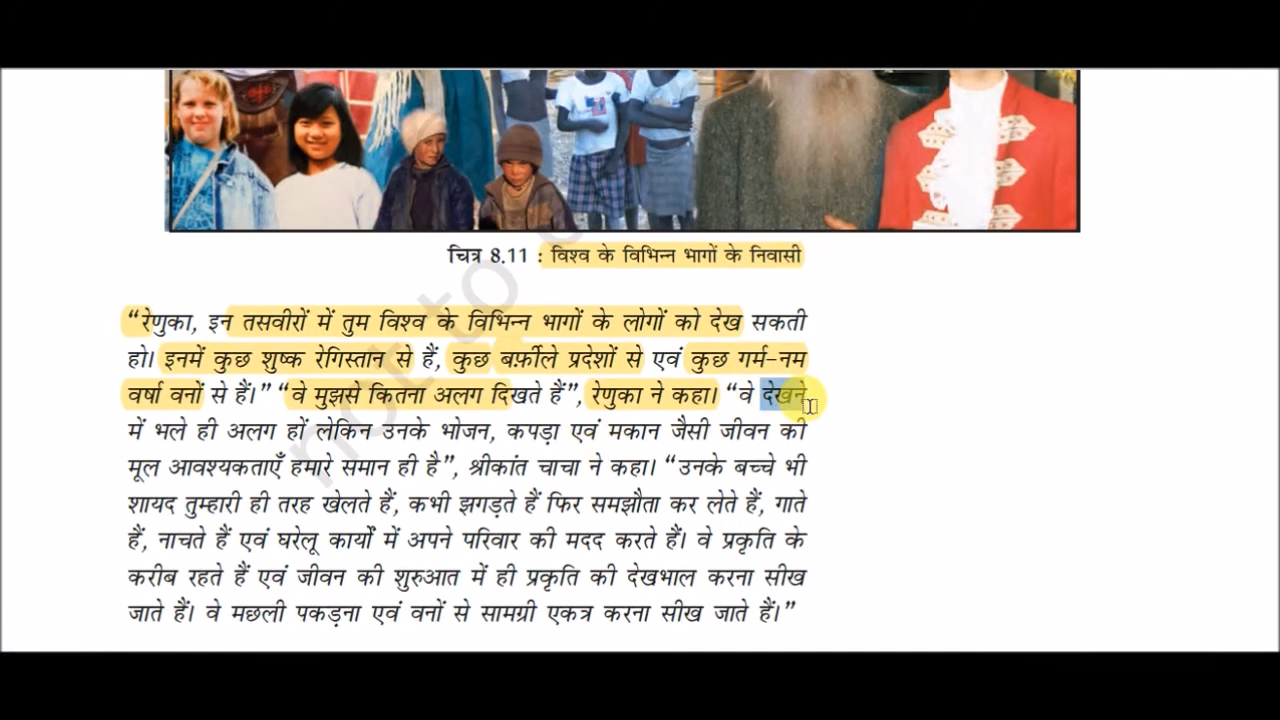 चित्र 8.11 : विश्व के विभिन्न भागों के निवासी
“रेणुका, इन तसवीरों में तुम विश्व के विभिन्न भागों के लोगों को देख सकती
हो। इनमें कुछ शुष्क रेगिस्तान से हैं, कुछ बर्फ़ीले प्रदेशों से एवं कुछ गर्म-नम
वर्षा वनों से हैं।” “वे मुझसे कितना अलग दिखते हैं”, रेणुका ने कहा। “वे देखने
में भले ही अलग हों लेकिन उनके भोजन, कपड़ा एवं मकान जैसी जीवन की
मूल आवश्यकताएँ हमारे समान ही है”, श्रीकांत चाचा ने कहा। “उनके बच्चे भी
शायद तुम्हारी ही तरह खेलते हैं, कभी झगड़ते हैं फिर समझौता कर लेते हैं, गाते
हैं, नाचते हैं एवं घरेलू कार्यों में अपने परिवार की मदद करते हैं। वे प्रकृति के
करीब रहते हैं एवं जीवन की शुरुआत में ही प्रकृति की देखभाल करना सीख
जाते हैं। वे मछली पकड़ना एवं वनों से सामग्री एकत्र करना सीख जाते हैं।”
not to